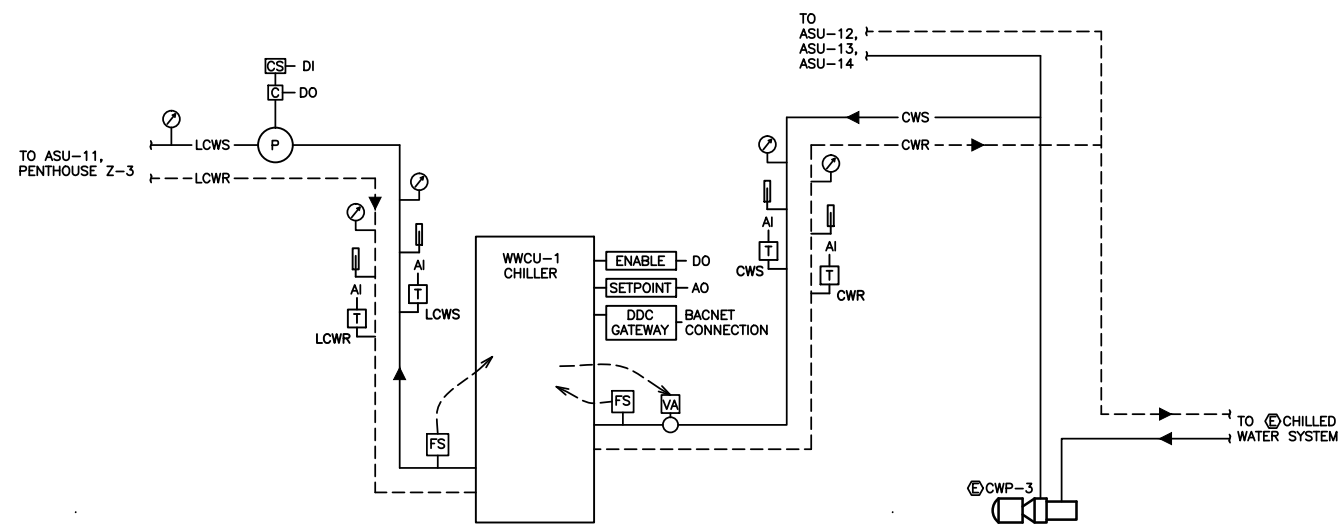 TO
ASU-12,
ASU-13,
ASU-14
CS DI
C DO
P
LCWS
TO ASU-11,
PENTHOUSE Z-3
LCWR
CWS
CWR
AI
T
LCWR
AI
T
LCWS
WWCU-1
CHILLER
ENABLE DO
SETPOINT AO
DDC
GATEWAY
BACNET
CONNECTION
AI
T
CWS
AI
T
CWR
FS
FS
VA
TO E CHILLED
WATER SYSTEM
E CWP-3